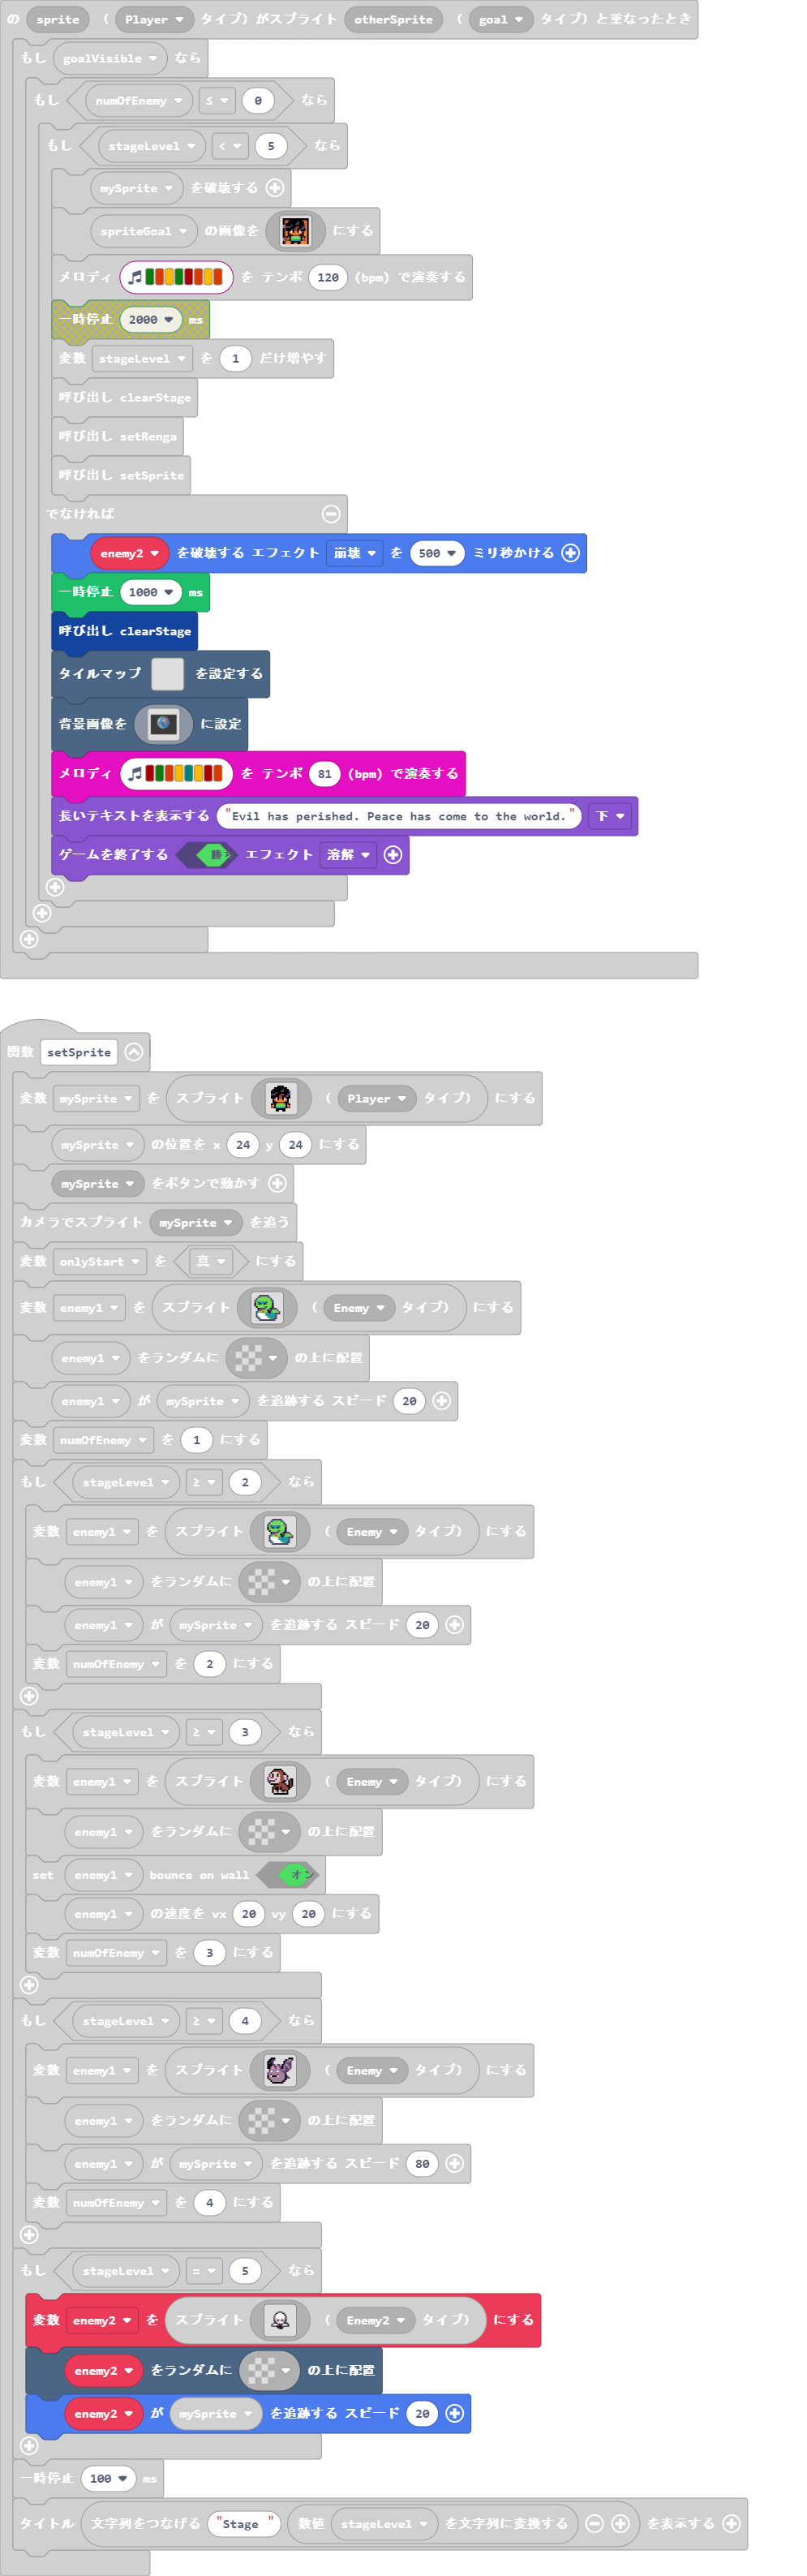 の sprite （ Player タイプ）がスプライト otherSprite （ goal タイプ）と重なったとき
もし goalVisible なら
もし numOfEnemy ≤ 0 なら
もし stageLevel < 5 なら
mySprite を破壊する
spriteGoal の画像を にする
メロディ を テンポ 120 (bpm) で演奏する
一時停止 2000 ms
変数 stageLevel を 1 だけ増やす
呼び出し clearStage
呼び出し setRenga
呼び出し setSprite
でなければ
enemy2 を破壊する エフェクト 崩壊 を 500 ミリ秒かける
一時停止 1000 ms
呼び出し clearStage
タイルマップ を設定する
背景画像を に設定
メロディ を テンポ 81 (bpm) で演奏する
長いテキストを表示する "Evil has perished. Peace has come to the world." 下
ゲームを終了する 勝 エフェクト 溶解
関数 setSprite
変数 mySprite を スプライト （ Player タイプ） にする
mySprite の位置を x 24 y 24 にする
mySprite をボタンで動かす
カメラでスプライト mySprite を追う
変数 onlyStart を 真 にする
変数 enemy1 を スプライト （ Enemy タイプ） にする
enemy1 をランダムに の上に配置
enemy1 が mySprite を追跡する スピード 20
変数 numOfEnemy を 1 にする
もし stageLevel ≥ 2 なら
変数 enemy1 を スプライト （ Enemy タイプ） にする
enemy1 をランダムに の上に配置
enemy1 が mySprite を追跡する スピード 20
変数 numOfEnemy を 2 にする
もし stageLevel ≥ 3 なら
変数 enemy1 を スプライト （ Enemy タイプ） にする
enemy1 をランダムに の上に配置
set enemy1 bounce on wall オン
enemy1 の速度を vx 20 vy 20 にする
変数 numOfEnemy を 3 にする
もし stageLevel ≥ 4 なら
変数 enemy1 を スプライト （ Enemy タイプ） にする
enemy1 をランダムに の上に配置
enemy1 が mySprite を追跡する スピード 80
変数 numOfEnemy を 4 にする
もし stageLevel = 5 なら
変数 enemy2 を スプライト （ Enemy2 タイプ） にする
enemy2 をランダムに の上に配置
enemy2 が mySprite を追跡する スピード 20
一時停止 100 ms
タイトル 文字列をつなげる "Stage " 数値 stageLevel を文字列に変換する を表示する